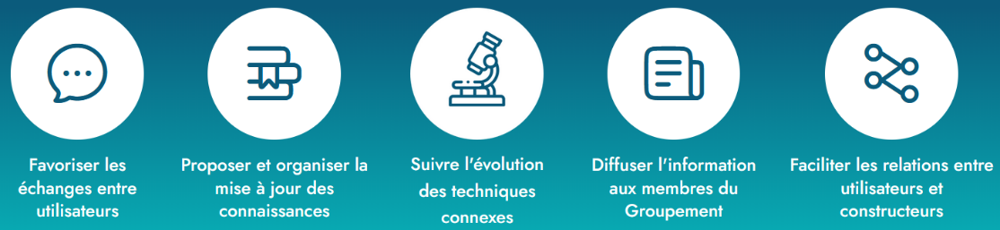 Favoriser les
échanges entre
utilisateurs
Proposer et organiser la
mise à jour des
connaissances
Suivre l'évolution
des techniques
connexes
Diffuser l'information
aux membres du
Groupement
Faciliter les relations entre
utilisateurs et
constructeurs